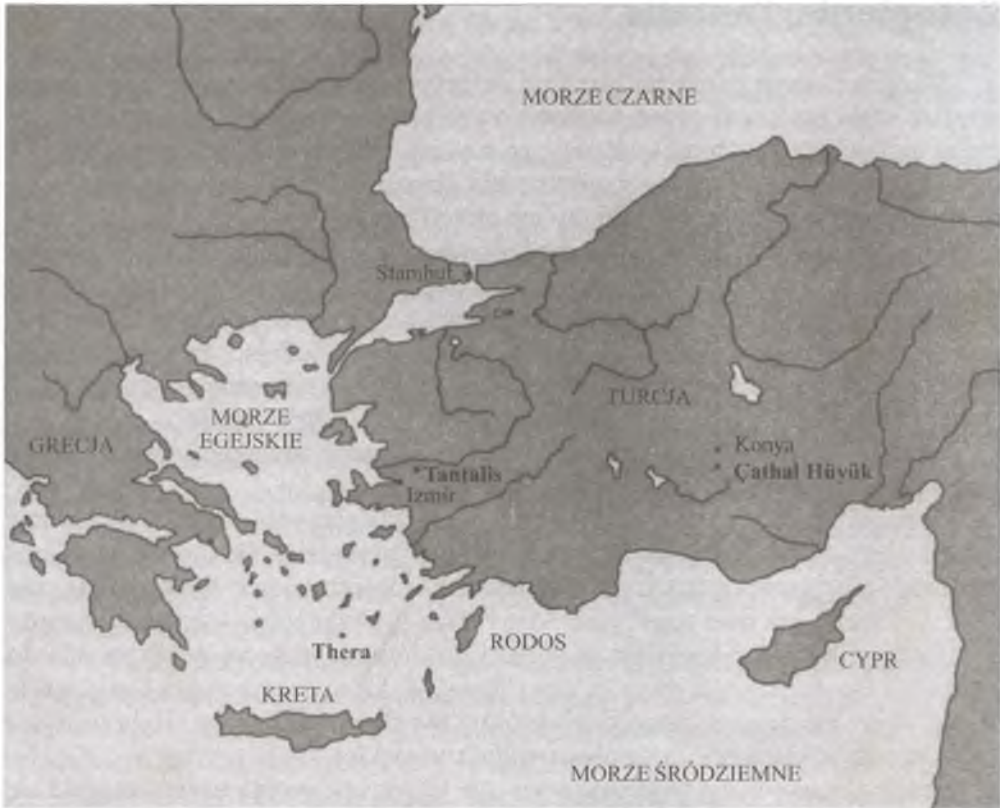 MORZE CZARNE
Stambuł
TURCJA
MORZE
EGEJSKIE
GRECJA
Konya
Çathal Hüyük
Tantalis
Izmir
RODOS
Thera
CYPR
KRETA
MORZE ŚRÓDZIEMNE